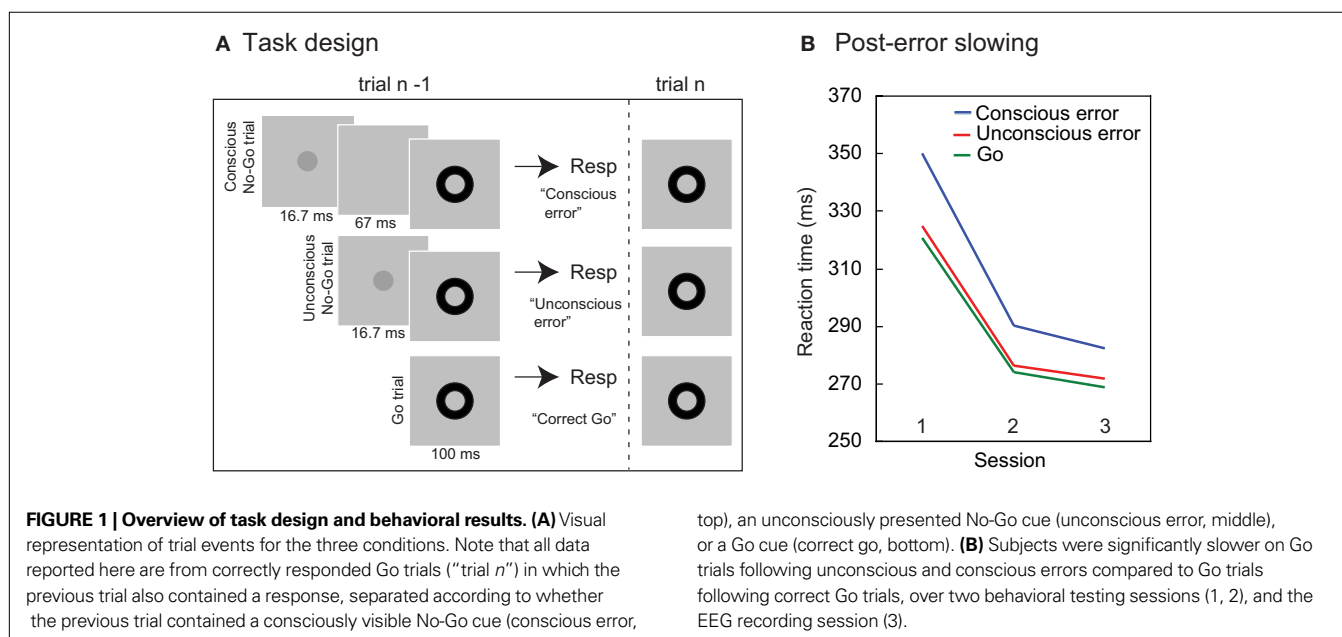 A Task design
trial n -1
trial n
Conscious
No-Go trial
16.7 ms
67 ms
Resp
“Conscious
error”
Unconscious
No-Go trial
16.7 ms
Resp
“Unconscious
error”
Go trial
100 ms
Resp
“Correct Go”
B Post-error slowing
370
350
330
310
290
270
250
Reaction time (ms)
Conscious error
Unconscious error
Go
1 2 3
Session
FIGURE 1 | Overview of task design and behavioral results. (A) Visual
representation of trial events for the three conditions. Note that all data
reported here are from correctly responded Go trials (“trial n”) in which the
previous trial also contained a response, separated according to whether
the previous trial contained a consciously visible No-Go cue (conscious error,
top), an unconsciously presented No-Go cue (unconscious error, middle),
or a Go cue (correct go, bottom). (B) Subjects were significantly slower on Go
trials following unconscious and conscious errors compared to Go trials
following correct Go trials, over two behavioral testing sessions (1, 2), and the
EEG recording session (3).